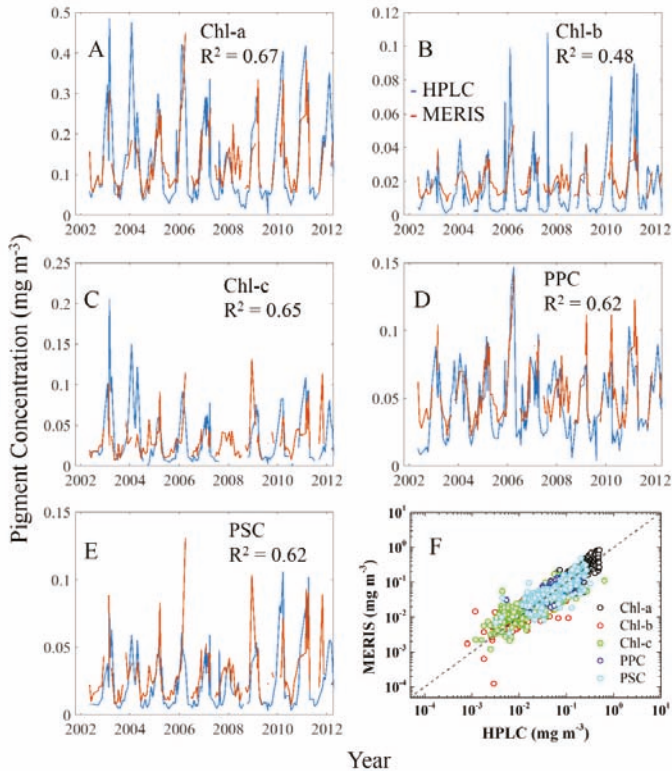 A
Chl-a
R² = 0.67
0.5
0.4
0.3
0.2
0.1
0
2002 2004 2006 2008 2010 2012
B
Chl-b
R² = 0.48
HPLC
MERIS
0.12
0.1
0.08
0.06
0.04
0.02
0
2002 2004 2006 2008 2010 2012
Pigment Concentration (mg m⁻³)
C
Chl-c
R² = 0.65
0.25
0.2
0.15
0.1
0.05
0
2002 2004 2006 2008 2010 2012
D
PPC
R² = 0.62
0.15
0.1
0.05
0
2002 2004 2006 2008 2010 2012
E
PSC
R² = 0.62
0.15
0.1
0.05
0
2002 2004 2006 2008 2010 2012
F
MERIS (mg m⁻³)
10¹
10⁰
10⁻¹
10⁻²
10⁻³
10⁻⁴
Chl-a
Chl-b
Chl-c
PPC
PSC
10⁻⁴ 10⁻³ 10⁻² 10⁻¹ 10⁰ 10¹
HPLC (mg m⁻³)
Year